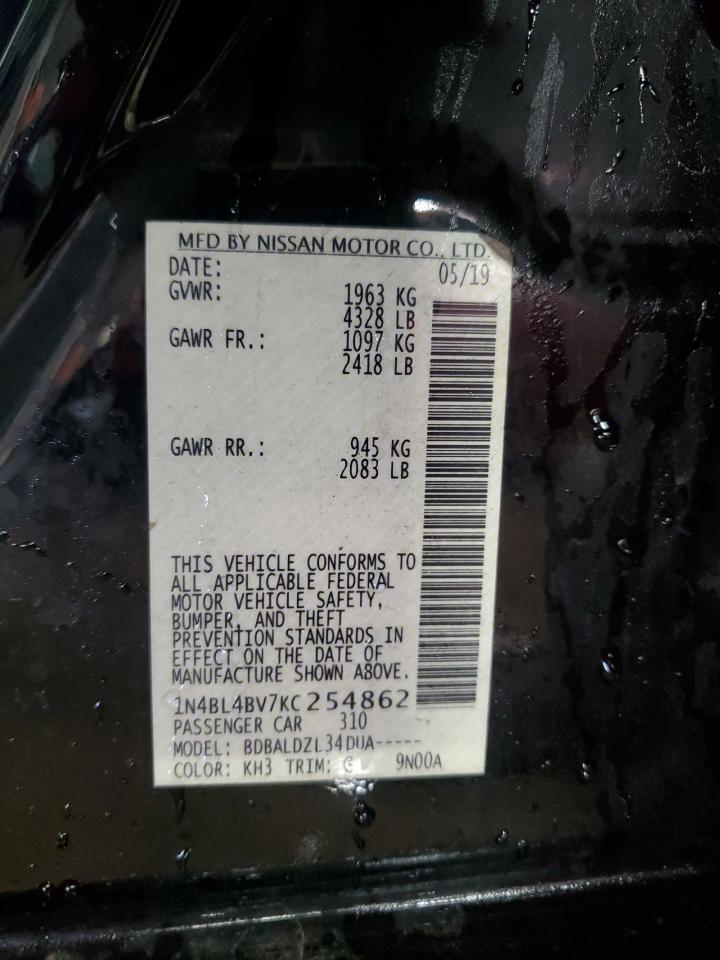 MFD BY NISSAN MOTOR CO., LTD.
DATE: 05/19
GVWR: 1963 KG
4328 LB
GAWR FR.: 1097 KG
2418 LB
GAWR RR.: 945 KG
2083 LB
THIS VEHICLE CONFORMS TO
ALL APPLICABLE FEDERAL
MOTOR VEHICLE SAFETY,
BUMPER, AND THEFT
PREVENTION STANDARDS IN
EFFECT ON THE DATE OF
MANUFACTURE SHOWN ABOVE.
1N4BL4BV7KC254862
PASSENGER CAR 310
MODEL: BDBALDZL34DUA-----
COLOR: KH3 TRIM: G 9N00A